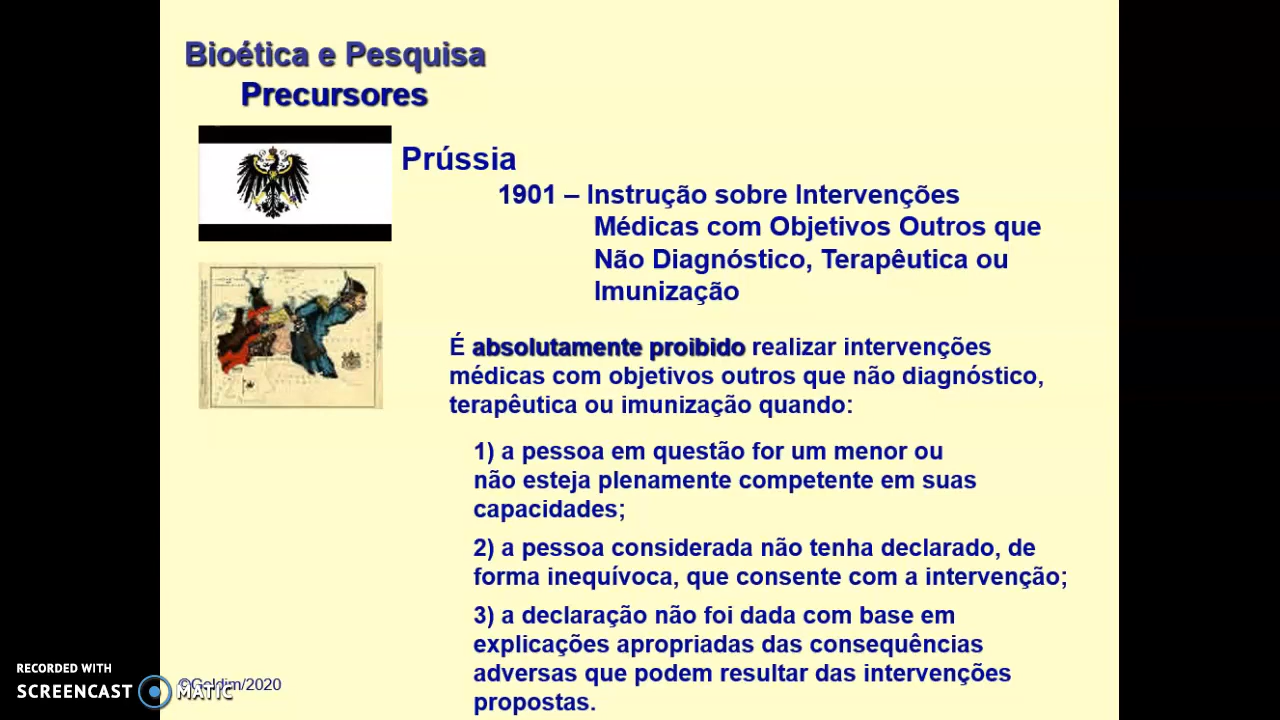 Bioética e Pesquisa
Precursores
Prússia
1901 – Instrução sobre Intervenções
Médicas com Objetivos Outros que
Não Diagnóstico, Terapêutica ou
Imunização
É absolutamente proibido realizar intervenções
médicas com objetivos outros que não diagnóstico,
terapêutica ou imunização quando:
1) a pessoa em questão for um menor ou
não esteja plenamente competente em suas
capacidades;
2) a pessoa considerada não tenha declarado, de
forma inequívoca, que consente com a intervenção;
3) a declaração não foi dada com base em
explicações apropriadas das consequências
adversas que podem resultar das intervenções
propostas.
©Goldim/2020
RECORDED WITH
SCREENCAST MATIC